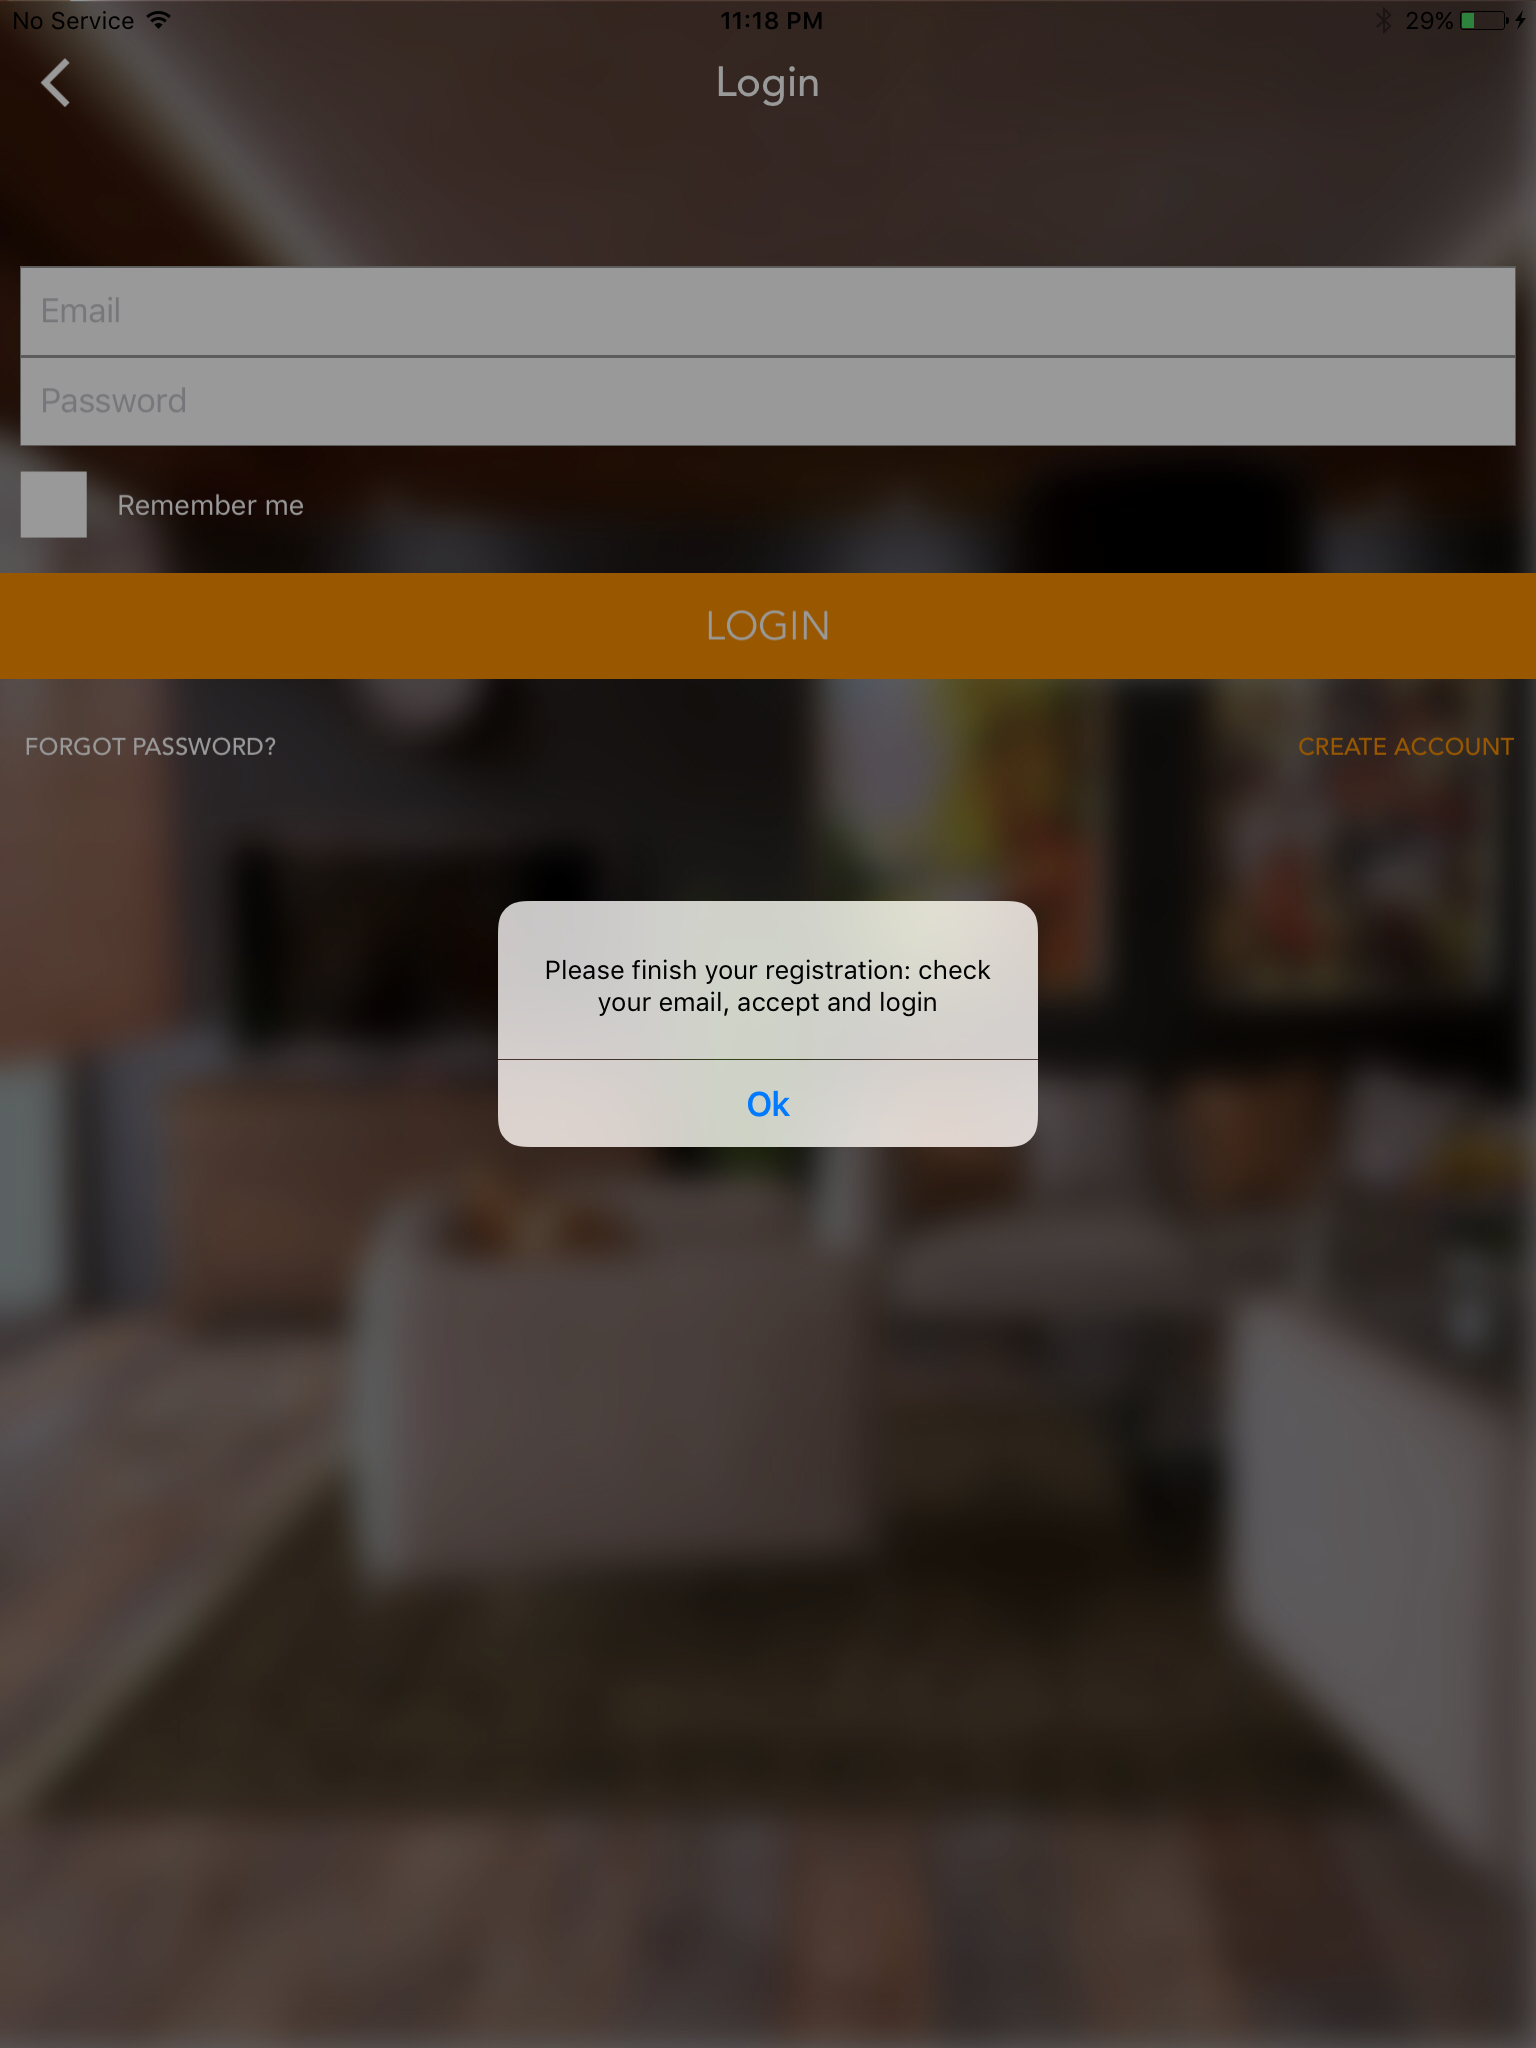 No Service
11:18 PM
29%
Login
Email
Password
Remember me
LOGIN
FORGOT PASSWORD?
CREATE ACCOUNT
Please finish your registration: check
your email, accept and login
Ok